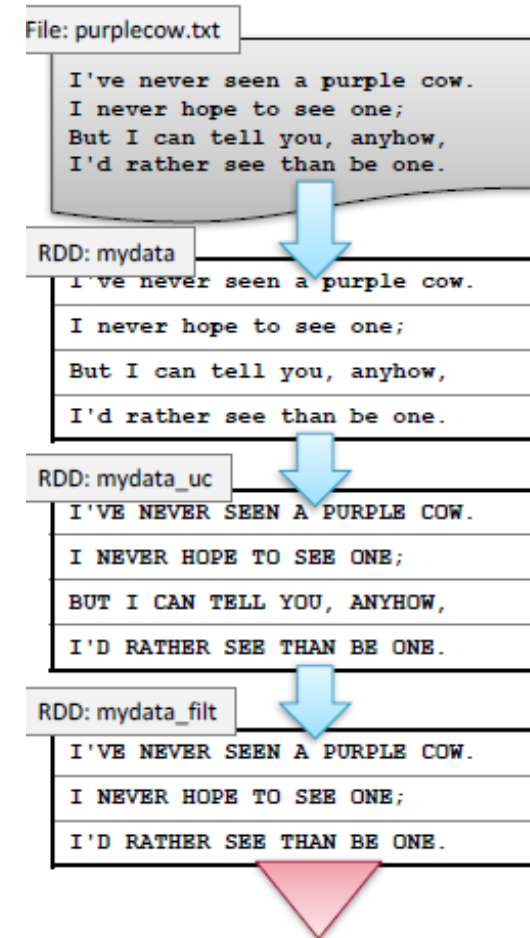 File: purplecow.txt
I've never seen a purple cow.
I never hope to see one;
But I can tell you, anyhow,
I'd rather see than be one.
RDD: mydata
I've never seen a purple cow.
I never hope to see one;
But I can tell you, anyhow,
I'd rather see than be one.
RDD: mydata_uc
I'VE NEVER SEEN A PURPLE COW.
I NEVER HOPE TO SEE ONE;
BUT I CAN TELL YOU, ANYHOW,
I'D RATHER SEE THAN BE ONE.
RDD: mydata_filt
I'VE NEVER SEEN A PURPLE COW.
I NEVER HOPE TO SEE ONE;
I'D RATHER SEE THAN BE ONE.